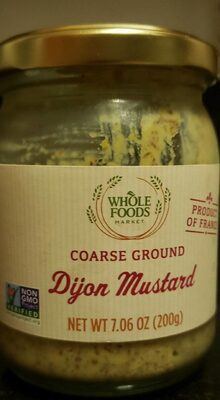 WHOLE
FOODS
MARKET
PRODUCT
OF FRANCE
COARSE GROUND
Dijon Mustard
NON
GMO
VERIFIED
NET WT 7.06 OZ (200g)